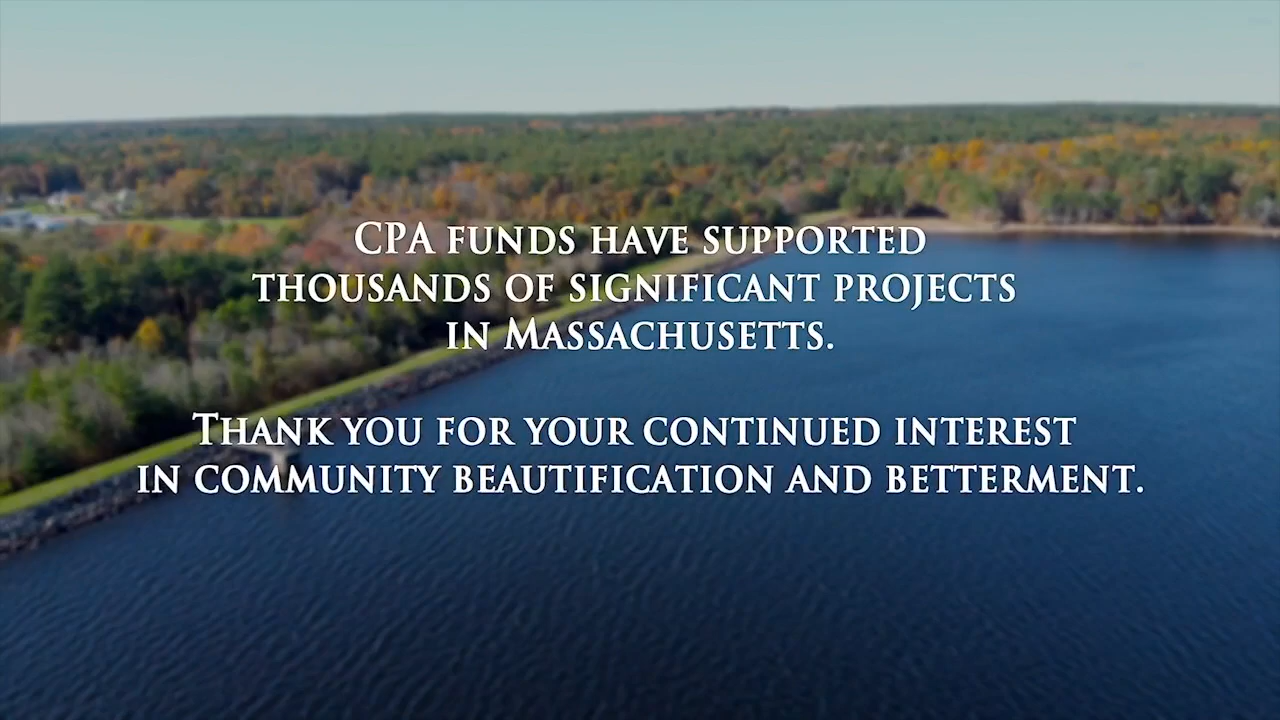 CPA funds have supported
thousands of significant projects
in Massachusetts.
Thank you for your continued interest
in community beautification and betterment.